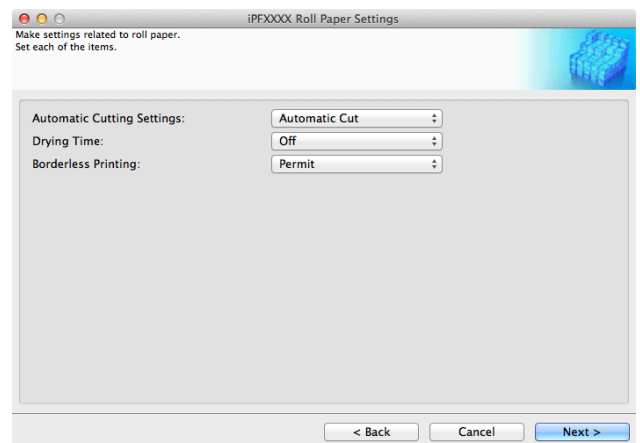 iPFXXXX Roll Paper Settings
Make settings related to roll paper.
Set each of the items.
Automatic Cutting Settings: Automatic Cut
Drying Time: Off
Borderless Printing: Permit
< Back Cancel Next >